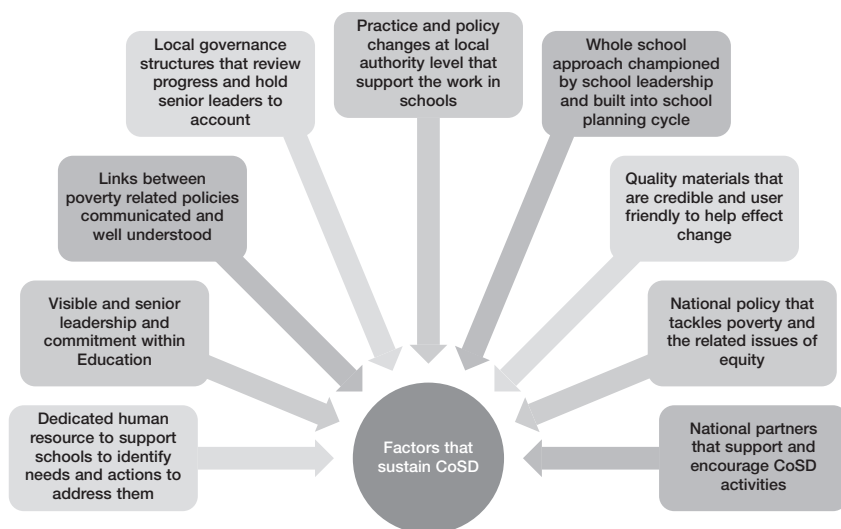 Local governance
structures that review
progress and hold
senior leaders to
account
Practice and policy
changes at local
authority level that
support the work in
schools
Whole school
approach championed
by school leadership
and built into school
planning cycle
Links between
poverty related policies
communicated and
well understood
Quality materials that
are credible and user
friendly to help effect
change
Visible and senior
leadership and
commitment within
Education
National policy that
tackles poverty and
the related issues of
equity
Dedicated human
resource to support
schools to identify
needs and actions to
address them
Factors that
sustain CoSD
National partners
that support and
encourage CoSD
activities